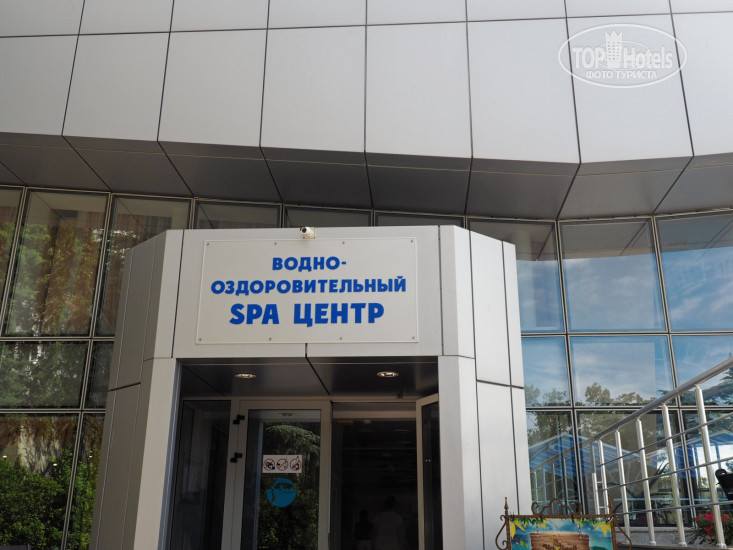 TOP Hotels
ФОТО ТУРИСТА
ВОДНО-
ОЗДОРОВИТЕЛЬНЫЙ
SPA ЦЕНТР